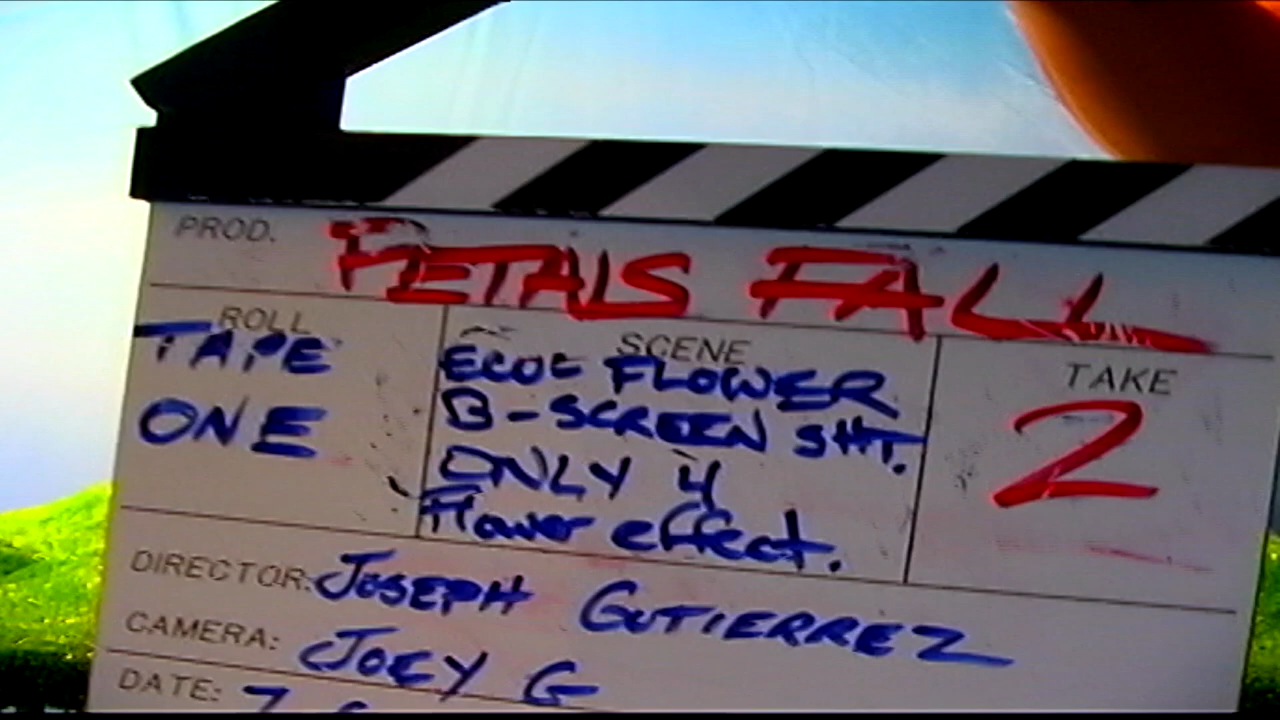 PROD. PETALS FALL
ROLL
TAPE
ONE
SCENE
ECO- FLOWER
B-SCREEN SHT.
ONLY 4
Flower effect.
TAKE
2
DIRECTOR: JOSEPH GUTIERREZ
CAMERA: JOEY G
DATE: